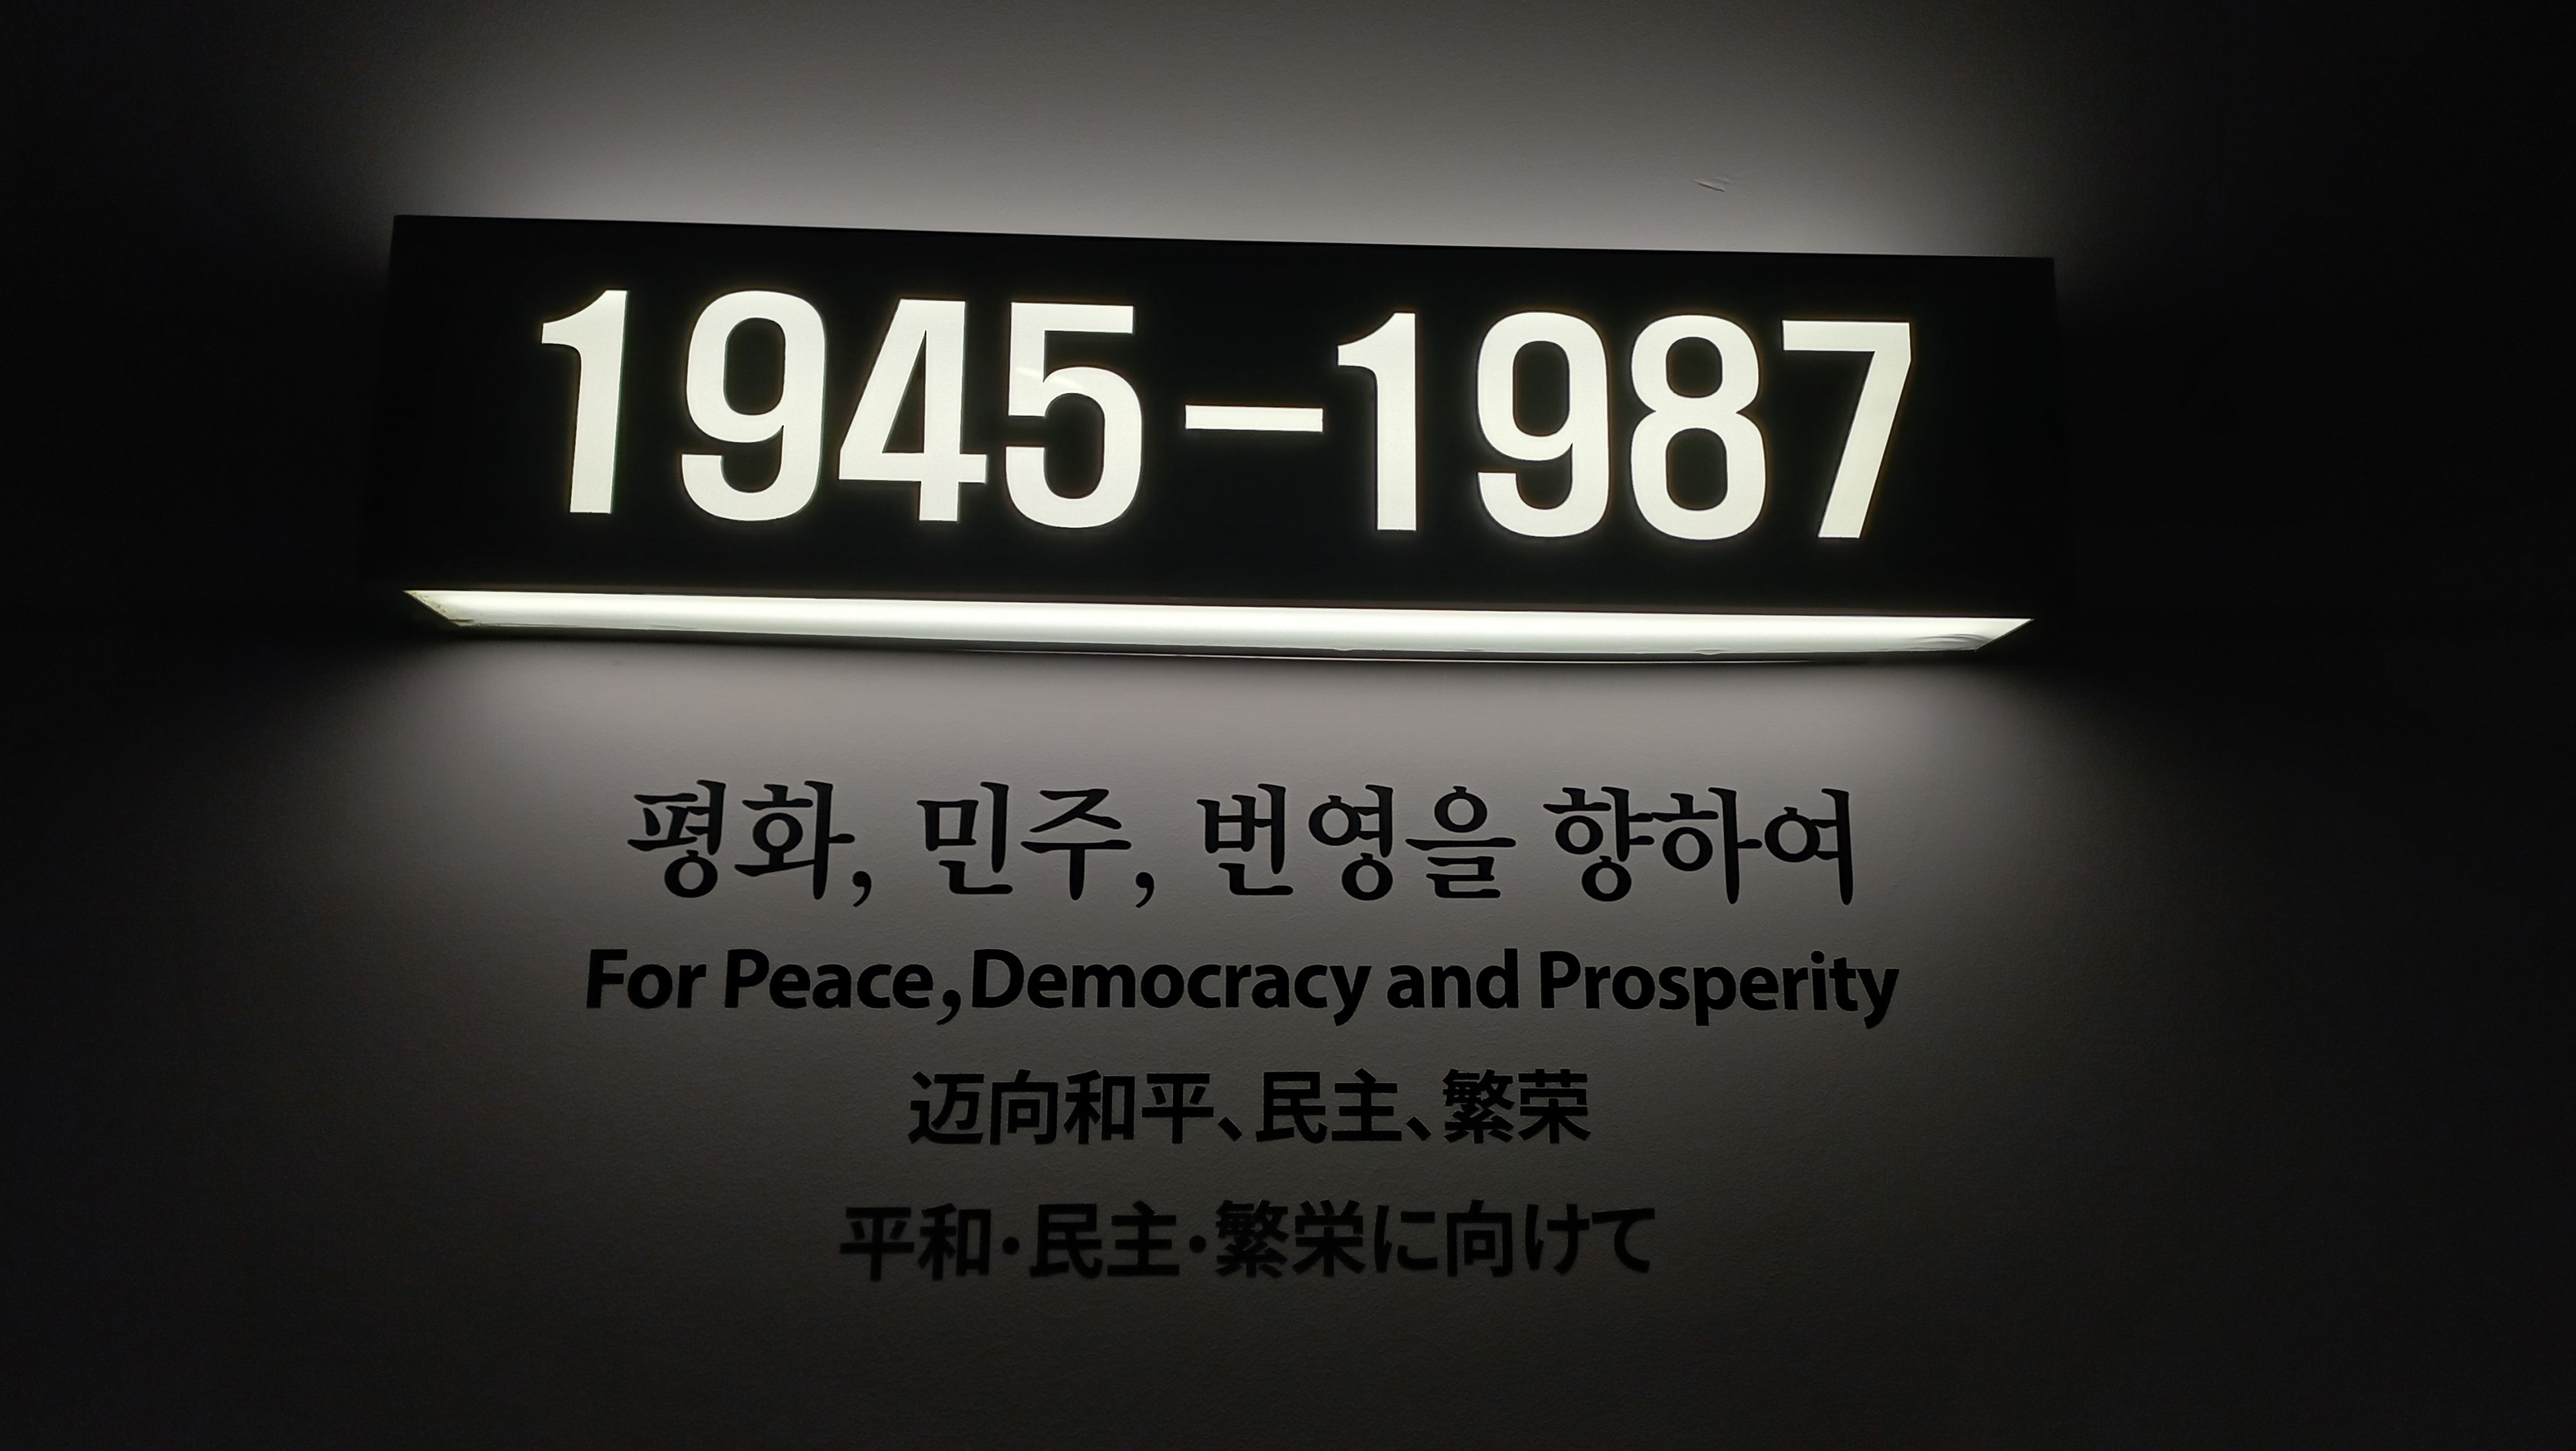 1945–1987
평화, 민주, 번영을 향하여
For Peace, Democracy and Prosperity
迈向和平、民主、繁荣
平和·民主·繁栄に向けて